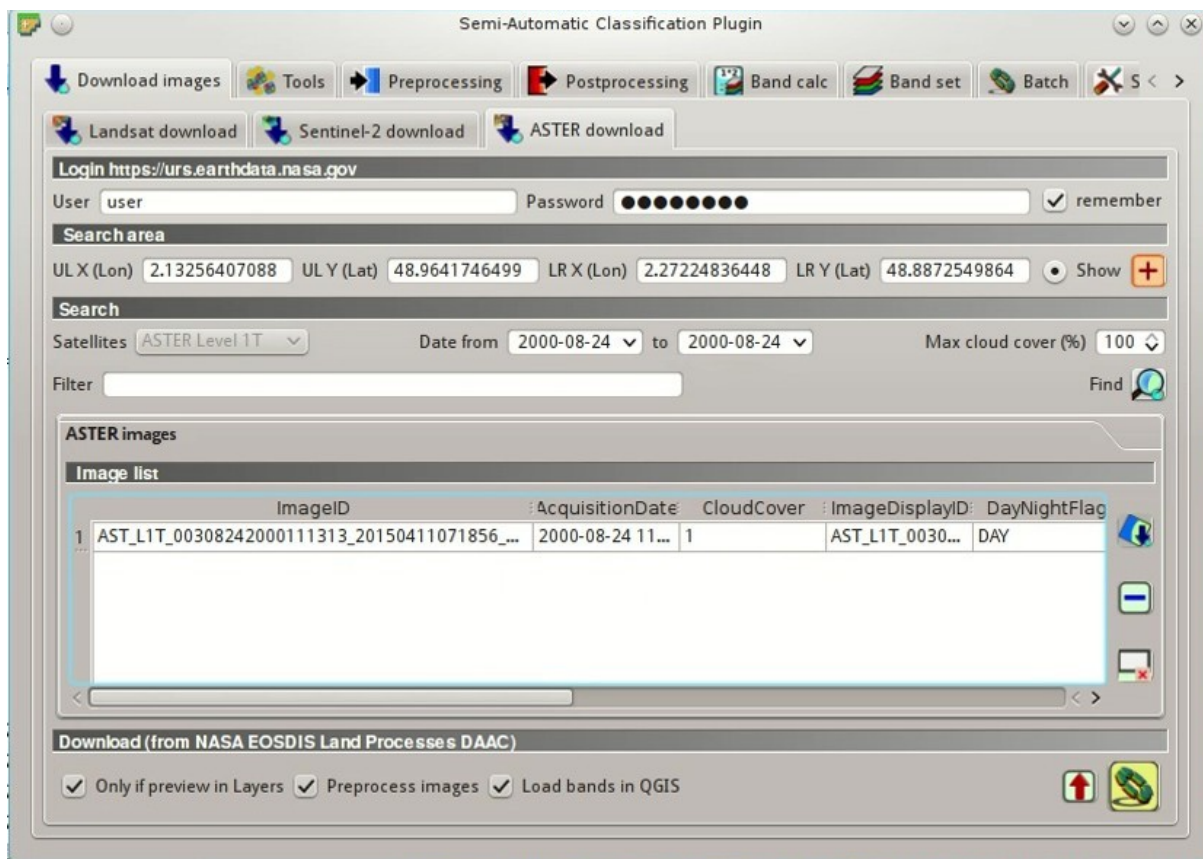 Semi-Automatic Classification Plugin
Download images Tools Preprocessing Postprocessing Band calc Band set Batch S
Landsat download Sentinel-2 download ASTER download
Login https://urs.earthdata.nasa.gov
User user Password ●●●●●●●● remember
Search area
UL X (Lon) 2.13256407088 UL Y (Lat) 48.9641746499 LR X (Lon) 2.27224836448 LR Y (Lat) 48.8872549864 Show
Search
Satellites ASTER Level 1T Date from 2000-08-24 to 2000-08-24 Max cloud cover (%) 100
Filter Find
ASTER images
Image list
ImageID AcquisitionDate CloudCover ImageDisplayID DayNightFlag
1 AST_L1T_00308242000111313_20150411071856_... 2000-08-24 11... 1 AST_L1T_0030... DAY
Download (from NASA EOSDIS Land Processes DAAC)
Only if preview in Layers Preprocess images Load bands in QGIS